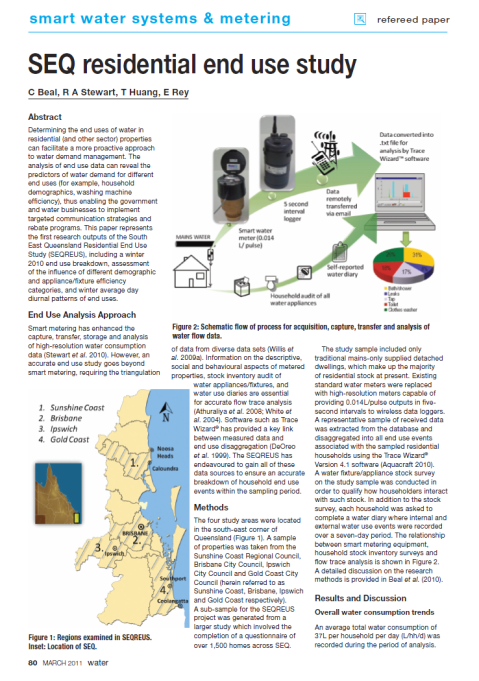 smart water systems & metering
refereed paper
SEQ residential end use study
C Beal, R A Stewart, T Huang, E Rey
Abstract
Determining the end uses of water in
residential (and other sector) properties
can facilitate a more proactive approach
to water demand management. The
analysis of end use data can reveal the
predictors of water demand for different
end uses (for example, household
demographics, washing machine
efficiency), thus enabling the government
and water businesses to implement
targeted communication strategies and
rebate programs. This paper represents
the first research outputs of the South
East Queensland Residential End Use
Study (SEQREUS), including a winter
2010 end use breakdown, assessment
of the influence of different demographic
and appliance/fixture efficiency
categories, and winter average day
diurnal patterns of end uses.
End Use Analysis Approach
Smart metering has enhanced the
capture, transfer, storage and analysis
of high-resolution water consumption
data (Stewart et al. 2010). However, an
accurate end use study goes beyond
smart metering, requiring the triangulation
1. Sunshine Coast
2. Brisbane
3. Ipswich
4. Gold Coast
N
Noosa
Heads
Caloundra
1.
BRISBANE
2.
3.
Ipswich
Southport
4.
Coolangatta
Figure 1: Regions examined in SEQREUS.
Inset: Location of SEQ.
MAINS WATER
Smart water
meter (0.014
L/ pulse)
5 second
interval
logger
Data
remotely
transferred
via email
Data converted into
.txt file for
analysis by Trace
Wizard™ software
Household audit of all
water appliances
Self-reported
water diary
31%
17%
Bath/shower
Leaks
Tap
Toilet
Clothes washer
Figure 2: Schematic flow of process for acquisition, capture, transfer and analysis of
water flow data.
of data from diverse data sets (Willis et
al. 2009a). Information on the descriptive,
social and behavioural aspects of metered
properties, stock inventory audit of
water appliances/fixtures, and
water use diaries are essential
for accurate flow trace analysis
(Athuraliya et al. 2008; White et
al. 2004). Software such as Trace
Wizard® has provided a key link
between measured data and
end use disaggregation (DeOreo
et al. 1999). The SEQREUS has
endeavoured to gain all of these
data sources to ensure an accurate
breakdown of household end use
events within the sampling period.
Methods
The four study areas were located
in the south-east corner of
Queensland (Figure 1). A sample
of properties was taken from the
Sunshine Coast Regional Council,
Brisbane City Council, Ipswich
City Council and Gold Coast City
Council (herein referred to as
Sunshine Coast, Brisbane, Ipswich
and Gold Coast respectively).
A sub-sample for the SEQREUS
project was generated from a
larger study which involved the
completion of a questionnaire of
over 1,500 homes across SEQ.
The study sample included only
traditional mains-only supplied detached
dwellings, which make up the majority
of residential stock at present. Existing
standard water meters were replaced
with high-resolution meters capable of
providing 0.014L/pulse outputs in five-
second intervals to wireless data loggers.
A representative sample of received data
was extracted from the database and
disaggregated into all end use events
associated with the sampled residential
households using the Trace Wizard®
Version 4.1 software (Aquacraft 2010).
A water fixture/appliance stock survey
on the study sample was conducted in
order to qualify how householders interact
with such stock. In addition to the stock
survey, each household was asked to
complete a water diary where internal and
external water use events were recorded
over a seven-day period. The relationship
between smart metering equipment,
household stock inventory surveys and
flow trace analysis is shown in Figure 2.
A detailed discussion on the research
methods is provided in Beal et al. (2010).
Results and Discussion
Overall water consumption trends
An average total water consumption of
37L per household per day (L/hh/d) was
recorded during the period of analysis.
80 MARCH 2011 water